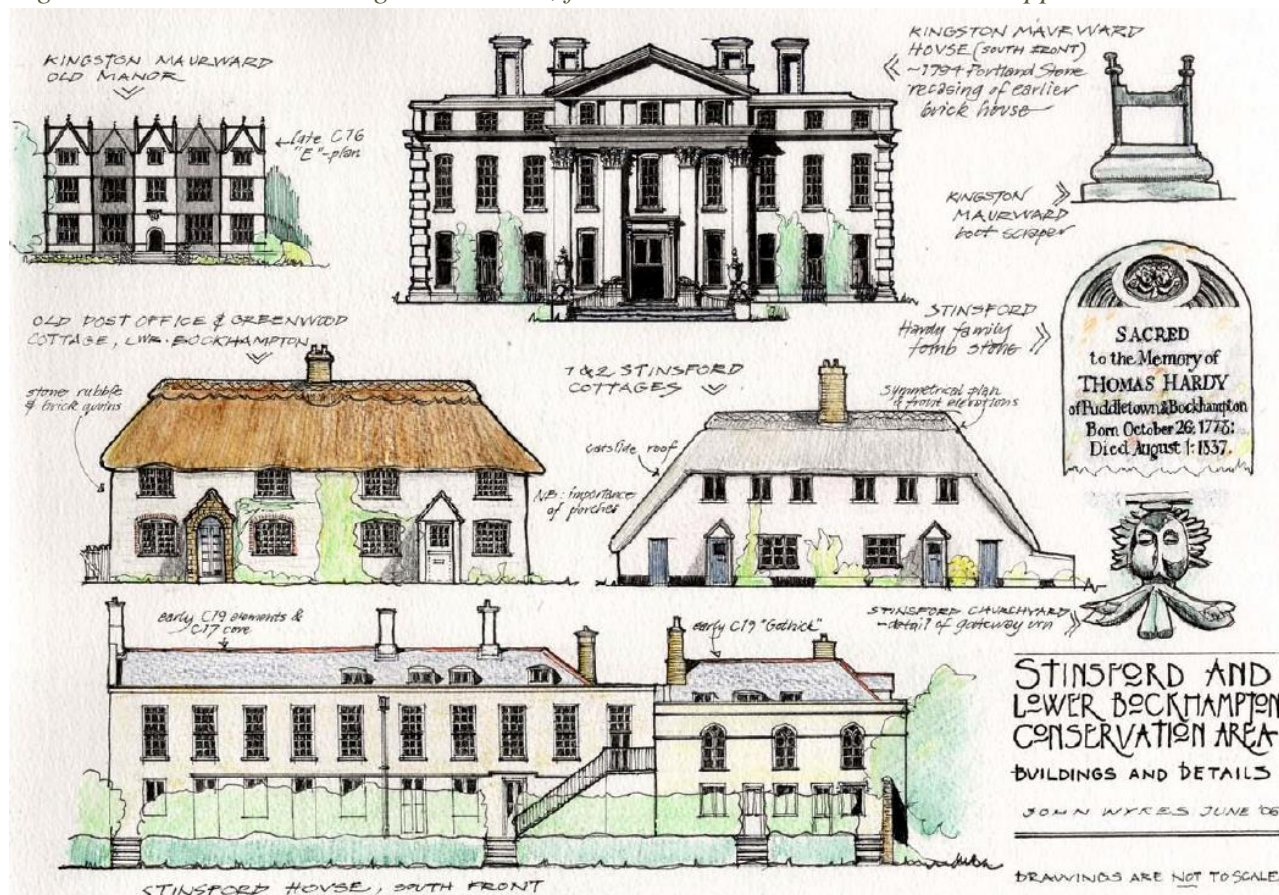 KINGSTON MAURWARD
OLD MANOR
late C16
"E"-plan
KINGSTON MAURWARD
HOUSE (SOUTH FRONT)
~1794 Portland Stone
recasing of earlier
brick house
KINGSTON
MAURWARD
boot scraper
OLD POST OFFICE & GREENWOOD
COTTAGE, LWR. BOCKHAMPTON
stone rubble
& brick quoins
1 & 2 STINSFORD
COTTAGES
catslide roof
NB: importance
of porches
symmetrical plan
& front elevations
STINSFORD
Hardy family
tomb stone
SACRED
to the Memory of
THOMAS HARDY
of Puddletown & Bockhampton
Born October 26: 1778:
Died August 1: 1837.
early C19 elements &
C17 core
early C19 "Gothick"
STINSFORD CHURCHYARD
-detail of gateway urn
STINSFORD HOUSE, SOUTH FRONT
STINSFORD AND
LOWER BOCKHAMPTON
CONSERVATION AREA
BUILDINGS AND DETAILS
JOHN WYKES JUNE '06
DRAWINGS ARE NOT TO SCALE